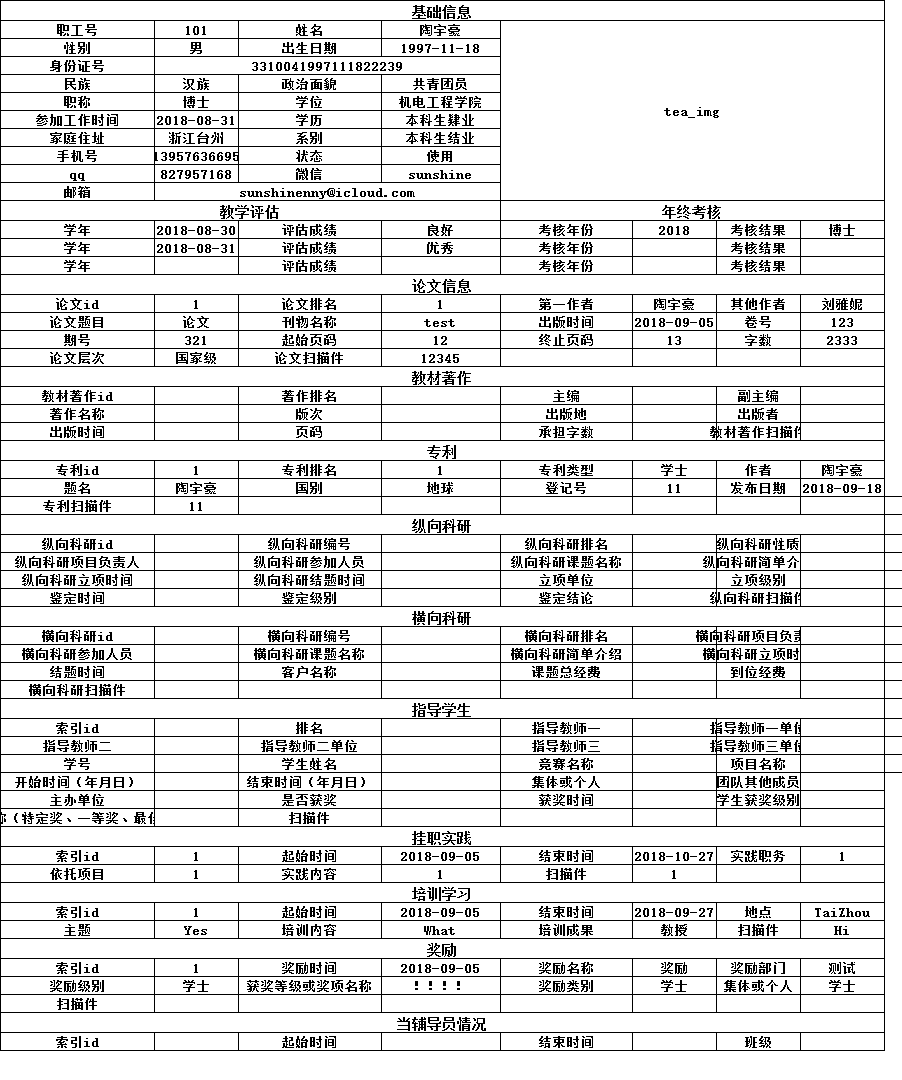 基础信息
职工号 101 姓名 陶宇豪
性别 男 出生日期 1997-11-18
身份证号 3310041997111822239
民族 汉族 政治面貌 共青团员
tea_img
职称 博士 学位 机电工程学院
参加工作时间 2018-08-31 学历 本科生肄业
家庭住址 浙江台州 系别 本科生结业
手机号 13957636695 状态 使用
qq 827957168 微信 sunshine
邮箱 sunshinenny@icloud.com
教学评估 年终考核
学年 2018-08-30 评估成绩 良好 考核年份 2018 考核结果 博士
学年 2018-08-31 评估成绩 优秀 考核年份 考核结果
学年 评估成绩 考核年份 考核结果
论文信息
论文id 1 论文排名 1 第一作者 陶宇豪 其他作者 刘雅妮
论文题目 论文 刊物名称 test 出版时间 2018-09-05 卷号 123
期号 321 起始页码 12 终止页码 13 字数 2333
论文层次 国家级 论文扫描件 12345
教材著作
教材著作id 著作排名 主编 副主编
著作名称 版次 出版地 出版者
出版时间 页码 承担字数 教材著作扫描件
专利
专利id 1 专利排名 1 专利类型 学士 作者 陶宇豪
题名 陶宇豪 国别 地球 登记号 11 发布日期 2018-09-18
专利扫描件 11
纵向科研
纵向科研id 纵向科研编号 纵向科研排名 纵向科研性质
纵向科研项目负责人 纵向科研参加人员 纵向科研课题名称 纵向科研简单介
纵向科研立项时间 纵向科研结题时间 立项单位 立项级别
鉴定时间 鉴定级别 鉴定结论 纵向科研扫描件
横向科研
横向科研id 横向科研编号 横向科研排名 横向科研项目负责
横向科研参加人员 横向科研课题名称 横向科研简单介绍 横向科研立项时
结题时间 客户名称 课题总经费 到位经费
横向科研扫描件
指导学生
索引id 排名 指导教师一 指导教师一单位
指导教师二 指导教师二单位 指导教师三 指导教师三单位
学号 学生姓名 竞赛名称 项目名称
开始时间（年月日） 结束时间（年月日） 集体或个人 团队其他成员
主办单位 是否获奖 获奖时间 学生获奖级别
称（特定奖、一等奖、最佳 扫描件
挂职实践
索引id 1 起始时间 2018-09-05 结束时间 2018-10-27 实践职务 1
依托项目 1 实践内容 1 扫描件 1
培训学习
索引id 1 起始时间 2018-09-05 结束时间 2018-09-27 地点 TaiZhou
主题 Yes 培训内容 What 培训成果 教授 扫描件 Hi
奖励
索引id 1 奖励时间 2018-09-05 奖励名称 奖励 奖励部门 测试
奖励级别 学士 获奖等级或奖项名称 ！！！！ 奖励类别 学士 集体或个人 学士
扫描件
当辅导员情况
索引id 起始时间 结束时间 班级